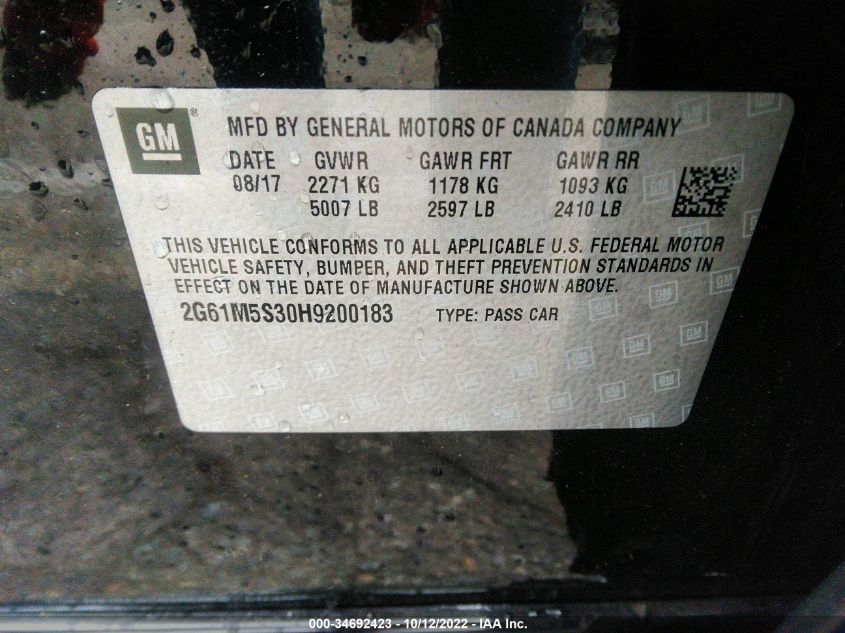 GM ® MFD BY GENERAL MOTORS OF CANADA COMPANY
DATE GVWR GAWR FRT GAWR RR
08/17 2271 KG 1178 KG 1093 KG
5007 LB 2597 LB 2410 LB
THIS VEHICLE CONFORMS TO ALL APPLICABLE U.S. FEDERAL MOTOR
VEHICLE SAFETY, BUMPER, AND THEFT PREVENTION STANDARDS IN
EFFECT ON THE DATE OF MANUFACTURE SHOWN ABOVE.
2G61M5S30H9200183 TYPE: PASS CAR
000-34692423 - 10/12/2022 - IAA Inc.